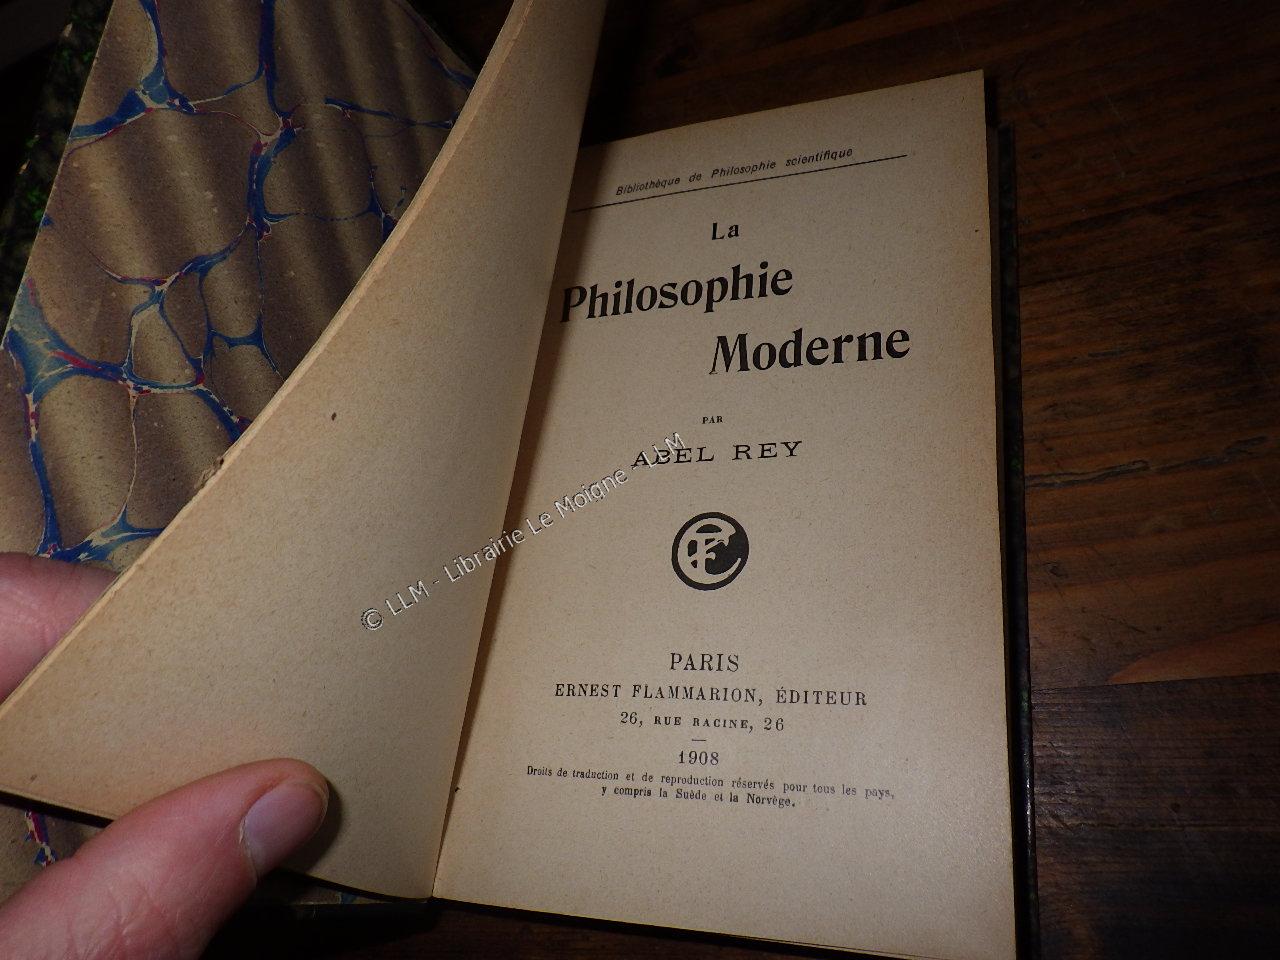 Bibliothèque de Philosophie scientifique
La
Philosophie
Moderne
PAR
ABEL REY
© LLM - Librairie Le Moigne - LLM
PARIS
ERNEST FLAMMARION, ÉDITEUR
26, RUE RACINE, 26
1908
Droits de traduction et de reproduction réservés pour tous les pays,
y compris la Suède et la Norvège.